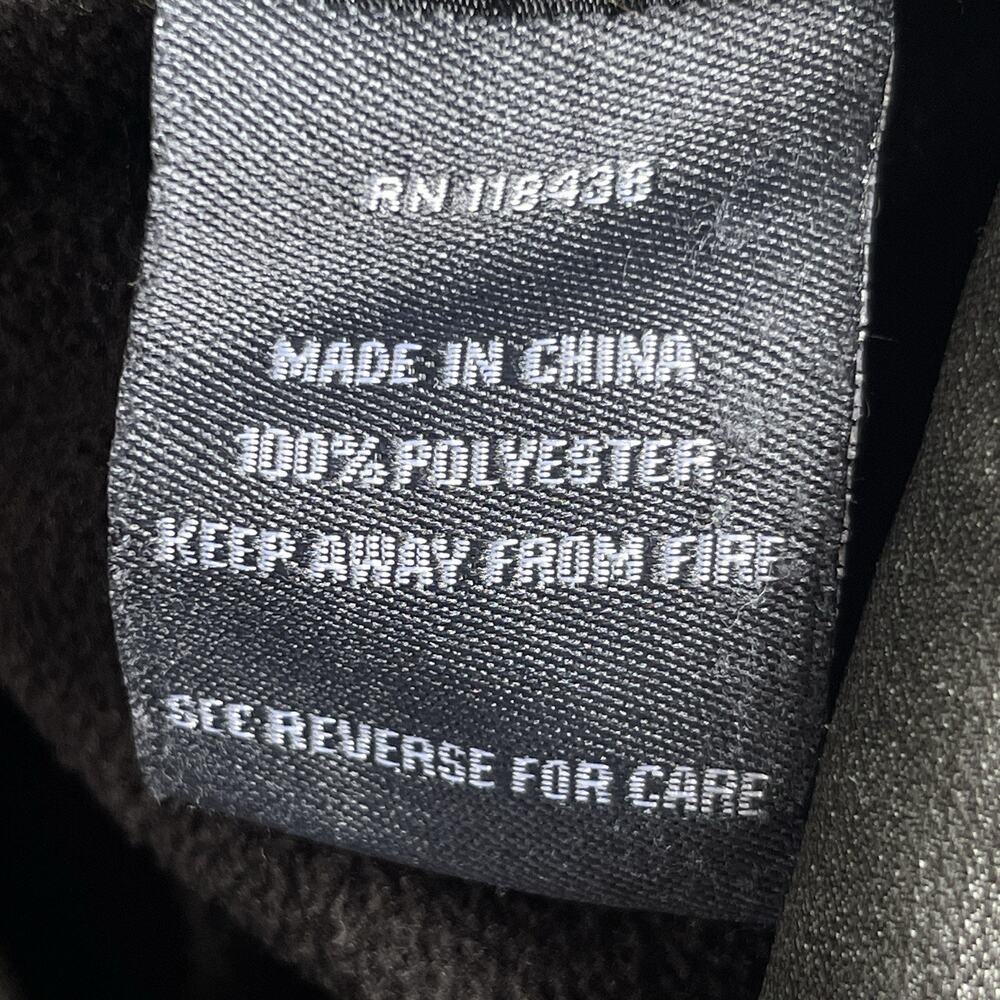 RN 118438
MADE IN CHINA
100% POLYESTER
KEEP AWAY FROM FIRE
SEE REVERSE FOR CARE